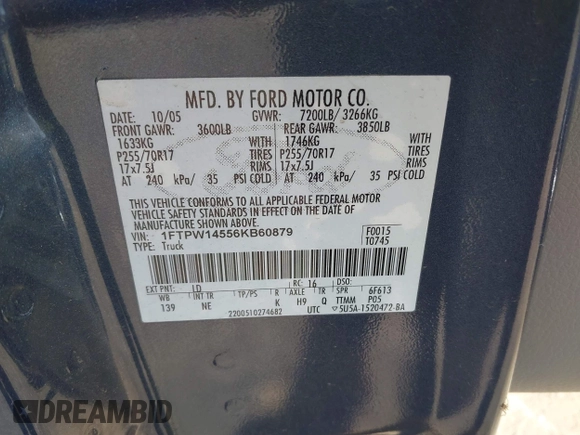 MFD. BY FORD MOTOR CO.
DATE: 10/05 GVWR: 7200LB/ 3266KG
FRONT GAWR: 3600LB REAR GAWR: 3850LB
1633KG WITH 1746KG WITH
P255/70R17 TIRES P255/70R17 TIRES
17x7.5J RIMS 17x7.5J RIMS
AT 240 kPa/ 35 PSI COLD AT 240 kPa/ 35 PSI COLD
THIS VEHICLE CONFORMS TO ALL APPLICABLE FEDERAL MOTOR
VEHICLE SAFETY STANDARDS IN EFFECT ON THE DATE OF
MANUFACTURE SHOWN ABOVE.
VIN: 1FTPW14556KB60879 F0015
TYPE: Truck T0745
EXT PNT: LD RC: 16 DSO:
WB INT TR TP/PS R AXLE TR SPR 6F613
139 NE K H9 Q TTMM P05
2200510274682 UTC 5U5A-1520472-BA
DREAMBID